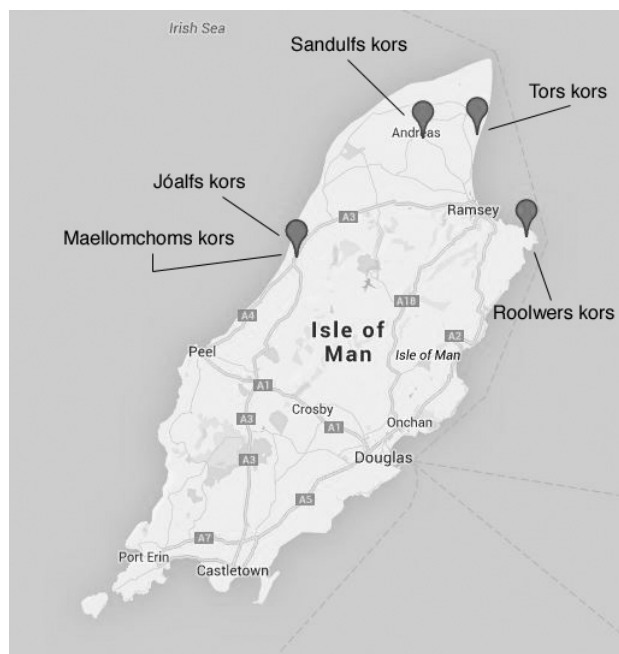 Irish Sea
Sandulfs kors
Tors kors
Andreas
Jóalfs kors
Ramsey
A3
Maellomchoms kors
A18
Roolwers kors
A4
Isle of
Man
A2
Peel
Isle of Man
A1
Crosby
A3
A1
Onchan
Douglas
A3
A5
A7
Port Erin
Castletown